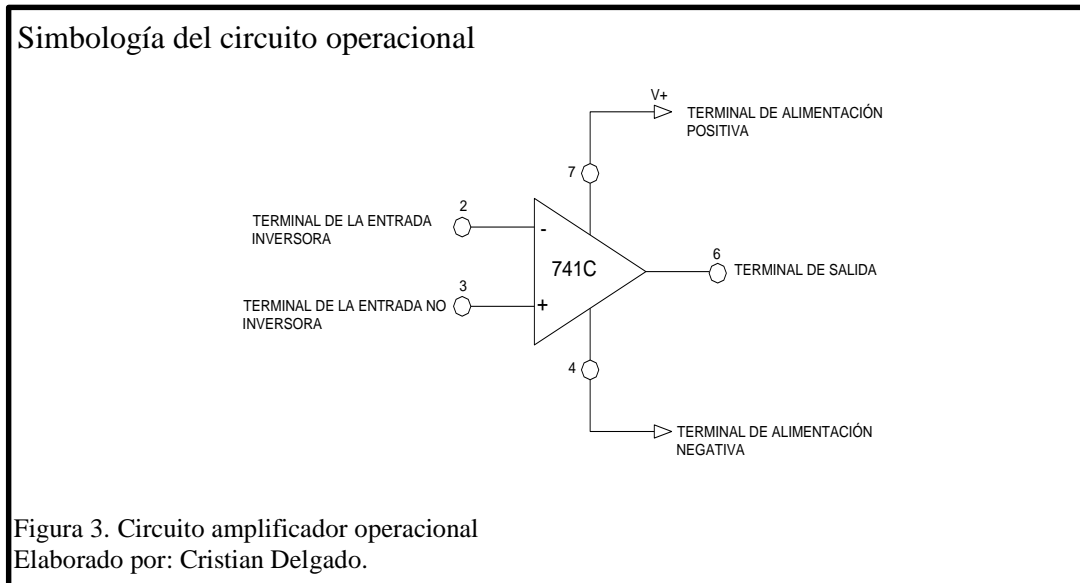 Simbología del circuito operacional
V+
TERMINAL DE ALIMENTACIÓN
POSITIVA
7
2
TERMINAL DE LA ENTRADA
INVERSORA
-
6
741C
TERMINAL DE SALIDA
3
TERMINAL DE LA ENTRADA NO
INVERSORA
+
4
TERMINAL DE ALIMENTACIÓN
NEGATIVA
Figura 3. Circuito amplificador operacional
Elaborado por: Cristian Delgado.